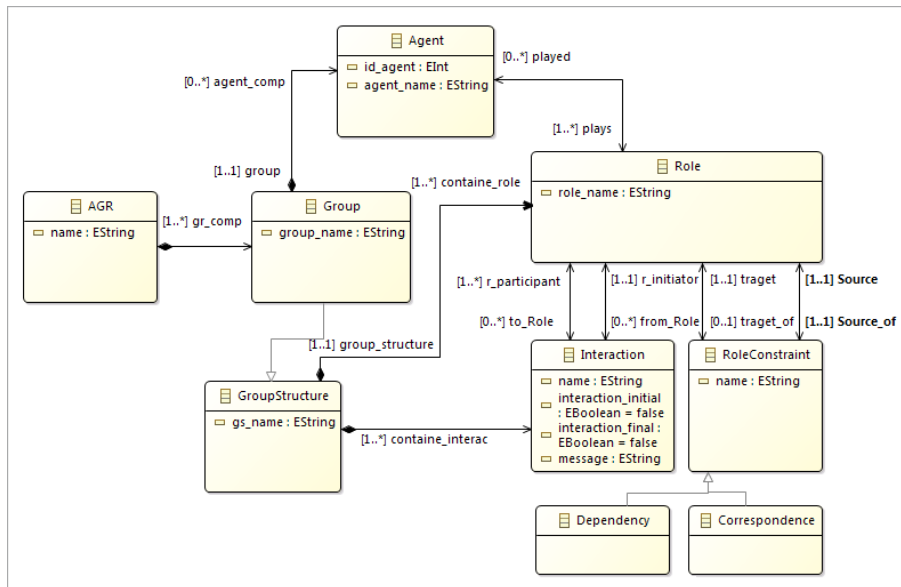 Agent
id_agent : EInt
agent_name : EString
[0..*] agent_comp
[0..*] played
[1..*] plays
[1..1] group
[1..*] containe_role
Role
role_name : EString
AGR
name : EString
[1..*] gr_comp
Group
group_name : EString
[1..*] r_participant
[1..1] r_initiator
[1..1] traget
[1..1] Source
[0..*] to_Role
[0..*] from_Role
[0..1] traget_of
[1..1] Source_of
[1..1] group_structure
Interaction
name : EString
interaction_initial
: EBoolean = false
interaction_final :
EBoolean = false
message : EString
RoleConstraint
name : EString
GroupStructure
gs_name : EString
[1..*] containe_interac
Dependency
Correspondence